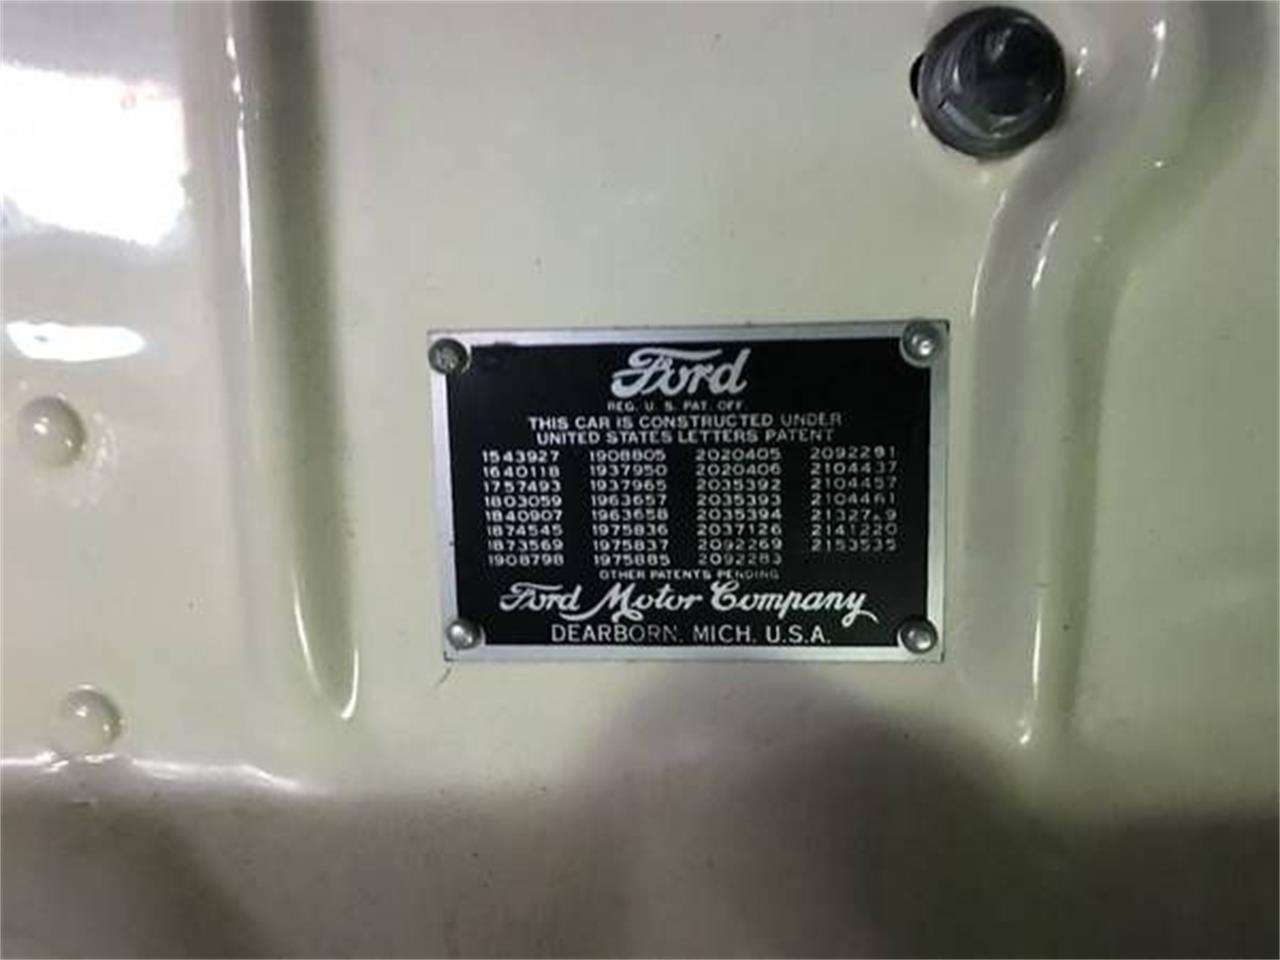 Ford
REG. U. S. PAT. OFF.
THIS CAR IS CONSTRUCTED UNDER
UNITED STATES LETTERS PATENT
1543927 1908805 2020405 2092291
1640118 1937950 2020406 2104437
1757493 1937965 2035392 2104457
1803059 1963657 2035393 2104461
1840907 1963658 2035394
1874545 1975836 2037126 2141220
1873569 1975837 2092269 2153535
1908798 1975885 2092283
OTHER PATENTS PENDING
Ford Motor Company
DEARBORN, MICH. U.S.A.